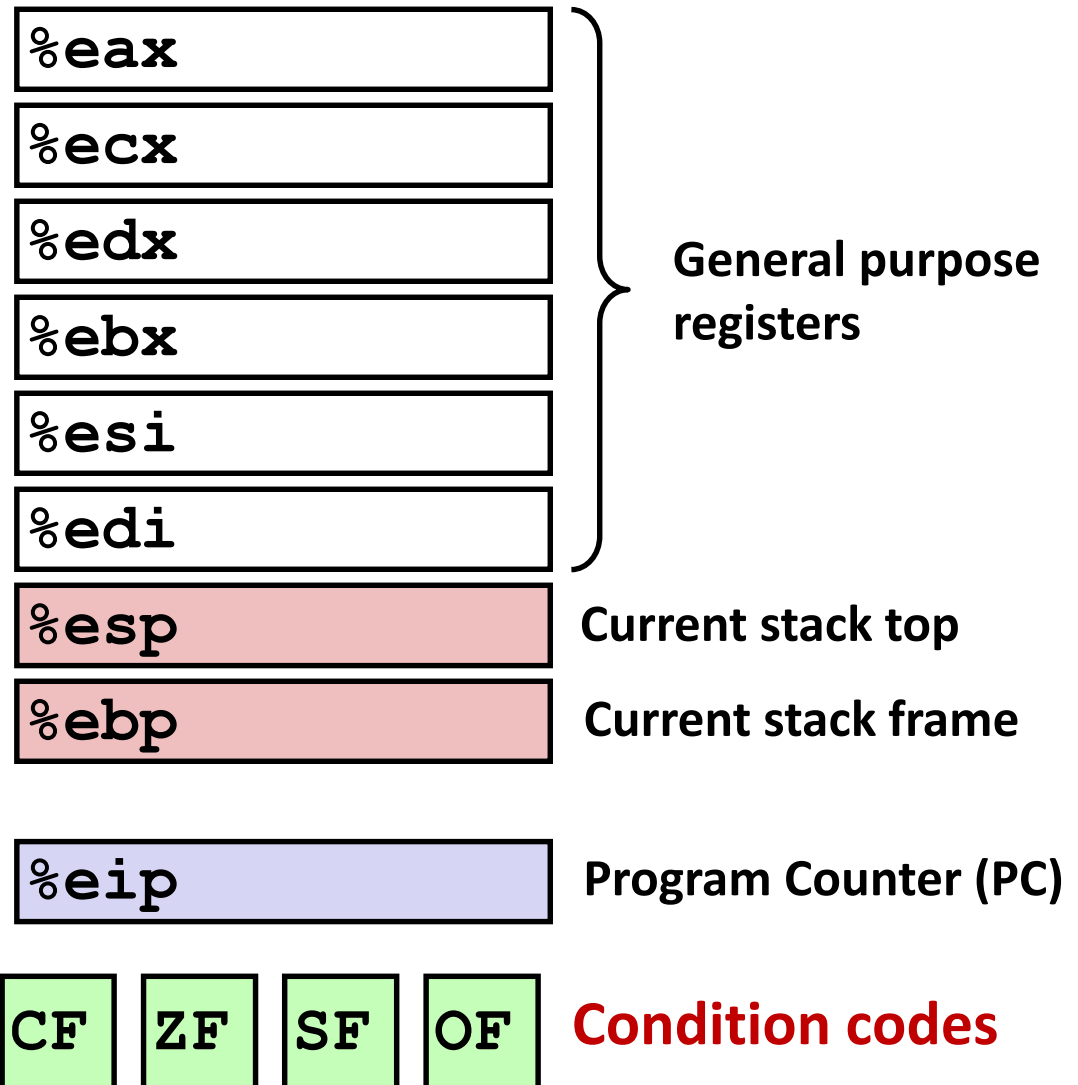 %eax
%ecx
%edx
%ebx
%esi
%edi
General purpose
registers
%esp
Current stack top
%ebp
Current stack frame
%eip
Program Counter (PC)
CF ZF SF OF Condition codes